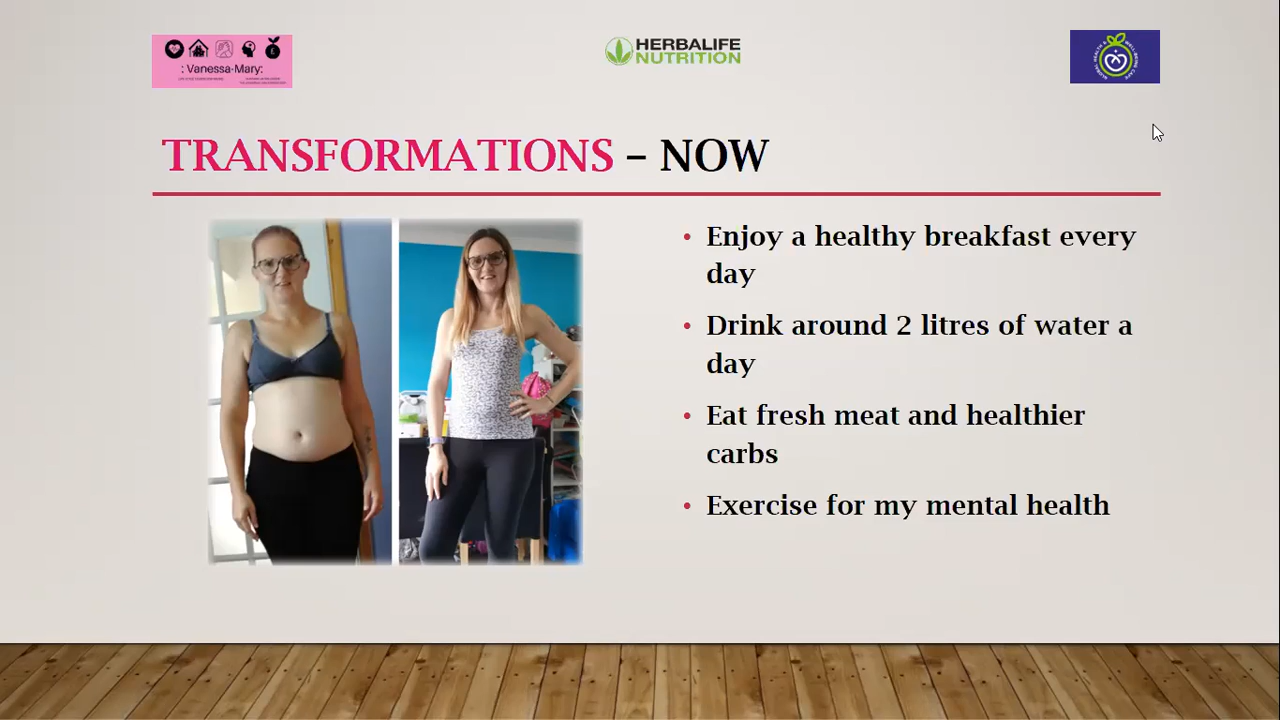 : Vanessa-Mary:
HERBALIFE
NUTRITION
TRANSFORMATIONS – NOW
• Enjoy a healthy breakfast every
day
• Drink around 2 litres of water a
day
• Eat fresh meat and healthier
carbs
• Exercise for my mental health